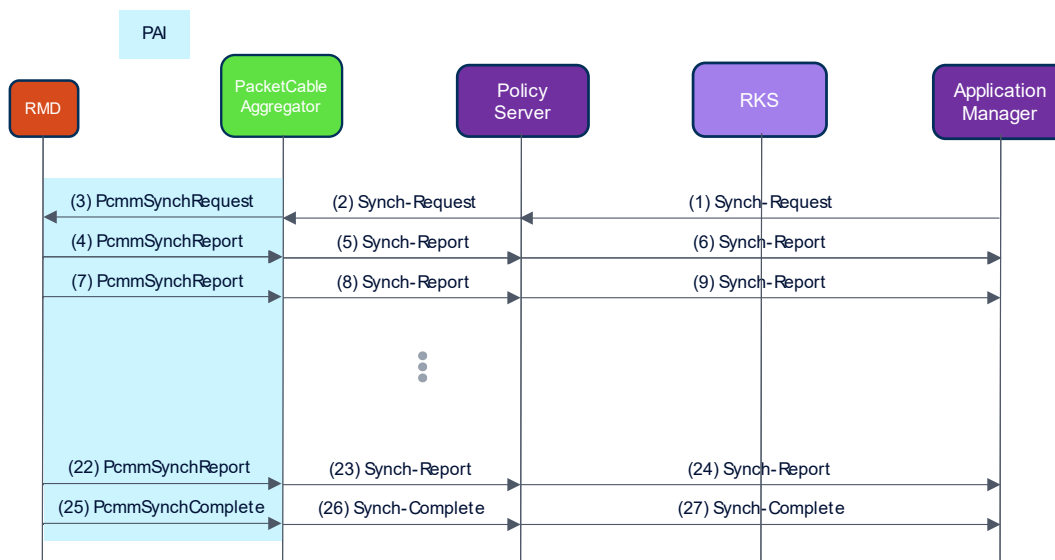 PAI
RMD
PacketCable
Aggregator
Policy
Server
RKS
Application
Manager
(3) PcmmSynchRequest
(2) Synch-Request
(1) Synch-Request
(4) PcmmSynchReport
(5) Synch-Report
(6) Synch-Report
(7) PcmmSynchReport
(8) Synch-Report
(9) Synch-Report
(22) PcmmSynchReport
(23) Synch-Report
(24) Synch-Report
(25) PcmmSynchComplete
(26) Synch-Complete
(27) Synch-Complete